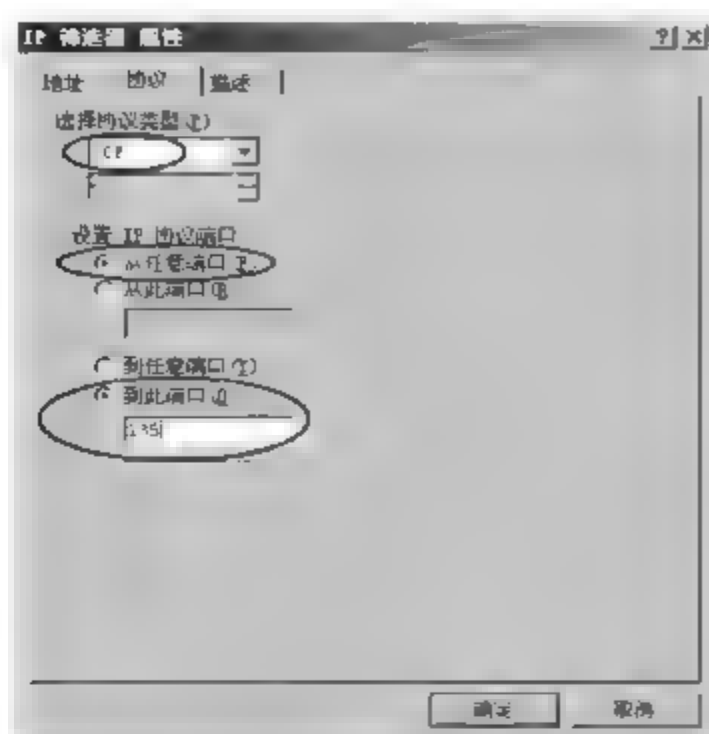 IP 筛选器 属性
地址 协议 描述
选择协议类型(P)
设置 IP 协议端口
从任意端口(F)
从此端口(R)
到任意端口(T)
到此端口(O)
135
确定 取消